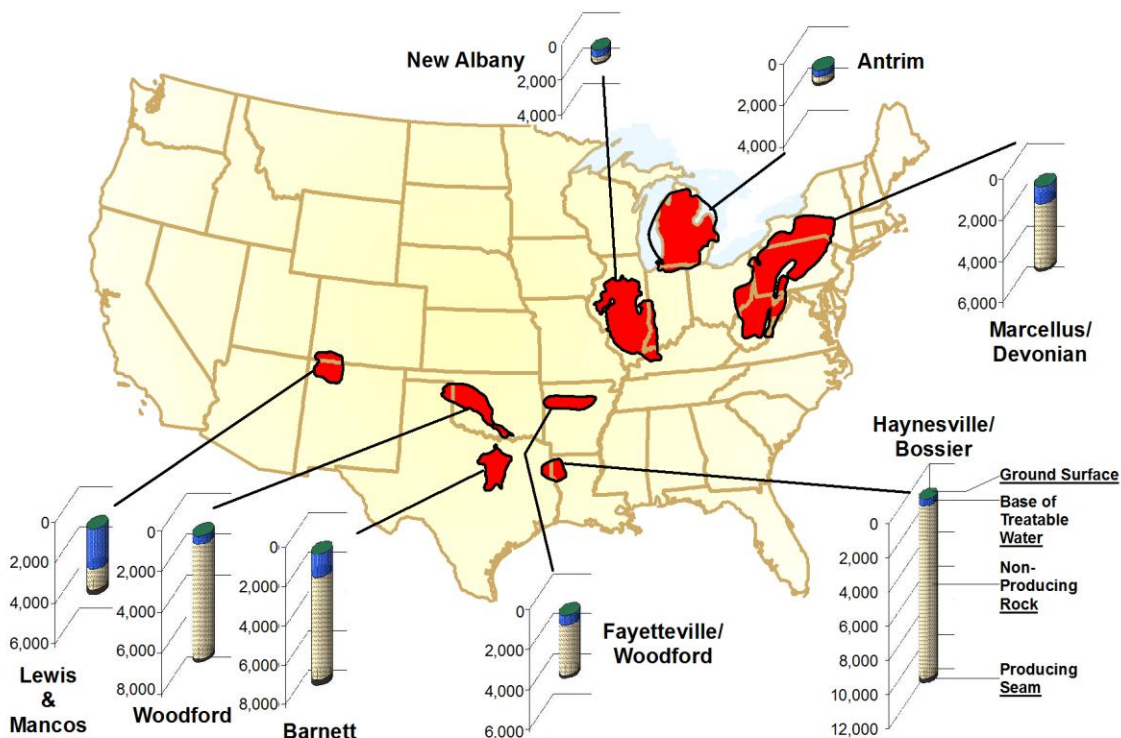 New Albany
0
2,000
4,000
Antrim
0
2,000
4,000
0
2,000
4,000
6,000
Marcellus/
Devonian
Haynesville/
Bossier
Ground Surface
Base of
Treatable
Water
Non-
Producing
Rock
Producing
Seam
0
2,000
4,000
6,000
8,000
10,000
12,000
0
2,000
4,000
6,000
Lewis
&
Mancos
0
2,000
4,000
6,000
8,000
Woodford
0
2,000
4,000
6,000
8,000
Barnett
0
2,000
4,000
6,000
Fayetteville/
Woodford